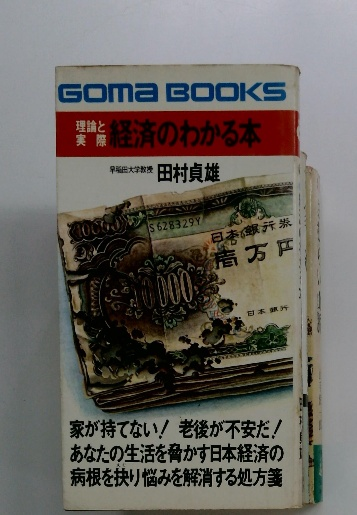 GOMA BOOKS
理論と実際 経済のわかる本
早稲田大学教授 田村貞雄
S628329Y
日本銀行券
壱万円
10000
日本銀行
家が持てない! 老後が不安だ!
あなたの生活を脅かす日本経済の
病根を抉り悩みを解消する処方箋